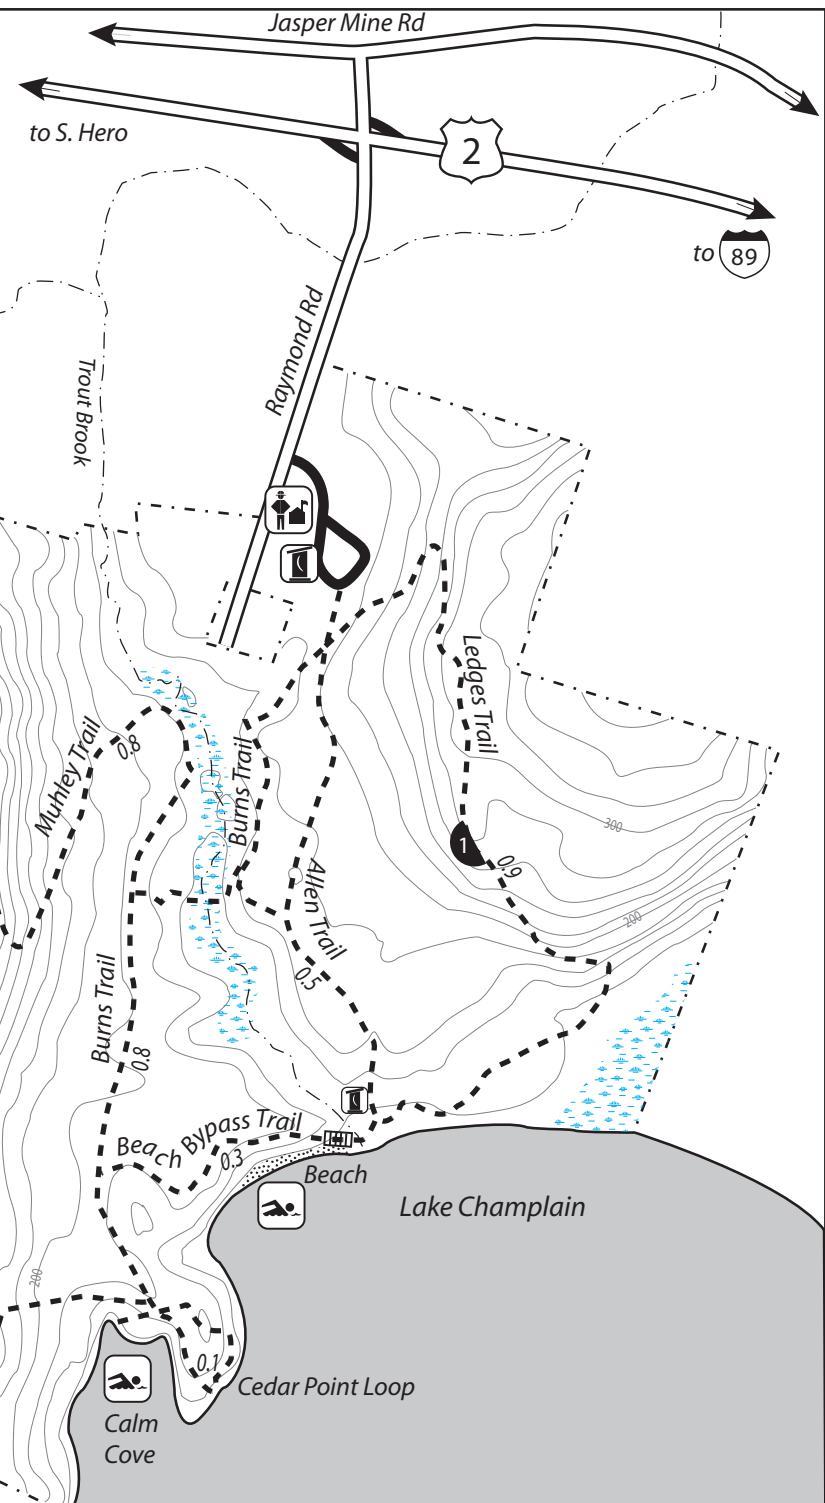 Jasper Mine Rd
to S. Hero
2
to 89
Raymond Rd
Trout Brook
Ledges Trail
Muhley Trail
0.8
Burns Trail
300
1
0.9
Allen Trail
200
0.5
Burns Trail
0.8
Beach Bypass Trail
0.3
Beach
Lake Champlain
200
0.1
Cedar Point Loop
Calm
Cove